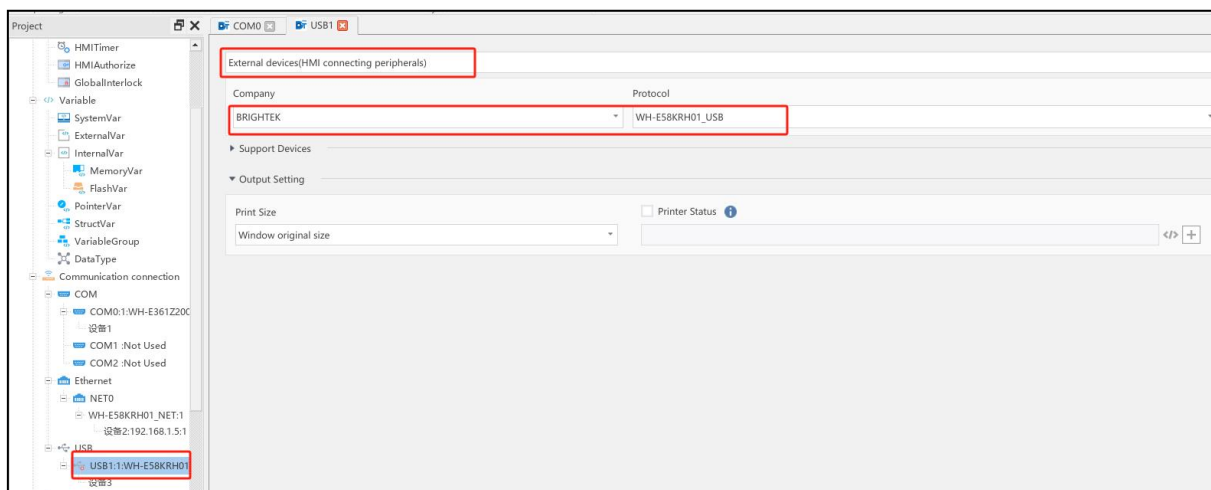 Project
COM0
USB1
HMITimer
HMIAuthorize
GlobalInterlock
Variable
SystemVar
ExternalVar
InternalVar
MemoryVar
FlashVar
PointerVar
StructVar
VariableGroup
DataType
Communication connection
COM
COM0:1:WH-E361Z200
设备1
COM1 :Not Used
COM2 :Not Used
Ethernet
NET0
WH-E58KRH01_NET:1
设备2:192.168.1.5:1
USB
USB1:1:WH-E58KRH01
设备3
External devices(HMI connecting peripherals)
Company
Protocol
BRIGHTEK
WH-E58KRH01_USB
Support Devices
Output Setting
Print Size
Printer Status
Window original size